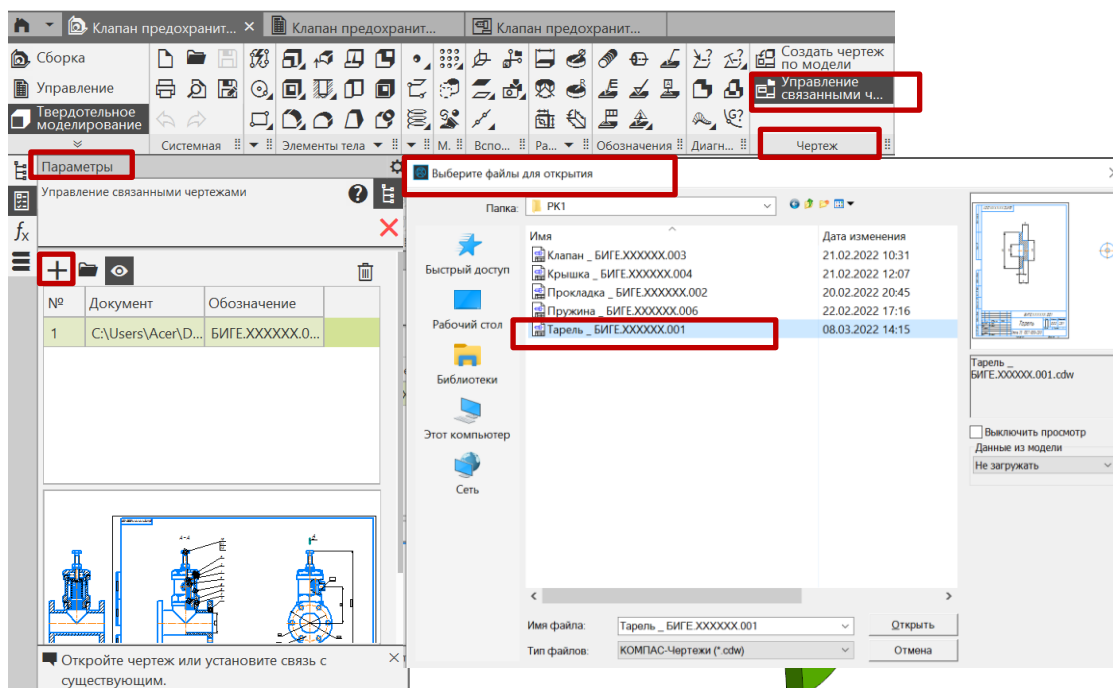 Клапан предохранит...
Клапан предохранит...
Клапан предохранит...
Сборка
Управление
Твердотельное
моделирование
Создать чертеж
по модели
Управление
связанными ч...
Системная
Элементы тела
М.
Вспо...
Ра...
Обозначения
Диагн...
Чертеж
Параметры
Управление связанными чертежами
№ Документ Обозначение
1 C:\Users\Acer\D... БИГЕ.XXXXXX.0...
Откройте чертеж или установите связь с
существующим.
Выберите файлы для открытия
Папка: РК1
Быстрый доступ
Рабочий стол
Библиотеки
Этот компьютер
Сеть
Имя Дата изменения
Клапан _ БИГЕ.XXXXXX.003 21.02.2022 10:31
Крышка _ БИГЕ.XXXXXX.004 21.02.2022 12:07
Прокладка _ БИГЕ.XXXXXX.002 20.02.2022 20:45
Пружина _ БИГЕ.XXXXXX.006 22.02.2022 17:16
Тарель _ БИГЕ.XXXXXX.001 08.03.2022 14:15
Имя файла: Тарель _ БИГЕ.XXXXXX.001 Открыть
Тип файлов: КОМПАС-Чертежи (*.cdw) Отмена
Тарель
Тарель _
БИГЕ.XXXXXX.001.cdw
Выключить просмотр
Данные из модели
Не загружать